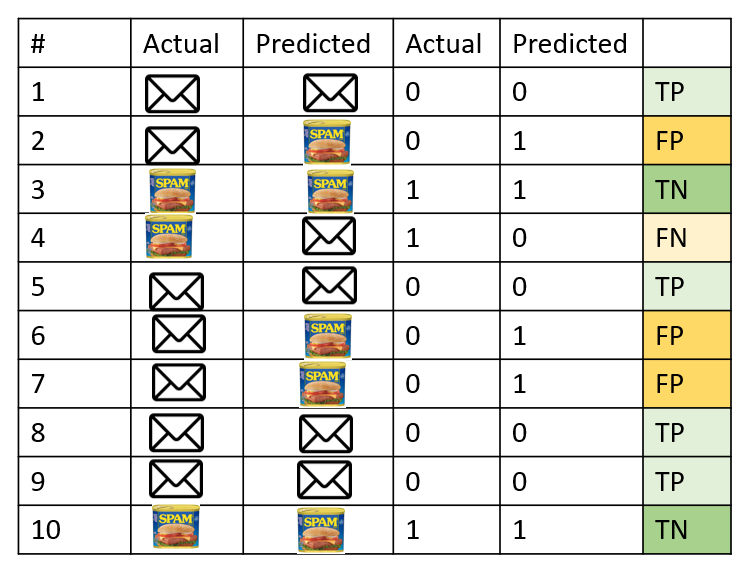 # Actual Predicted Actual Predicted
1 0 0 TP
2 SPAM 0 1 FP
3 SPAM SPAM 1 1 TN
4 SPAM 1 0 FN
5 0 0 TP
6 SPAM 0 1 FP
7 SPAM 0 1 FP
8 0 0 TP
9 0 0 TP
10 SPAM SPAM 1 1 TN